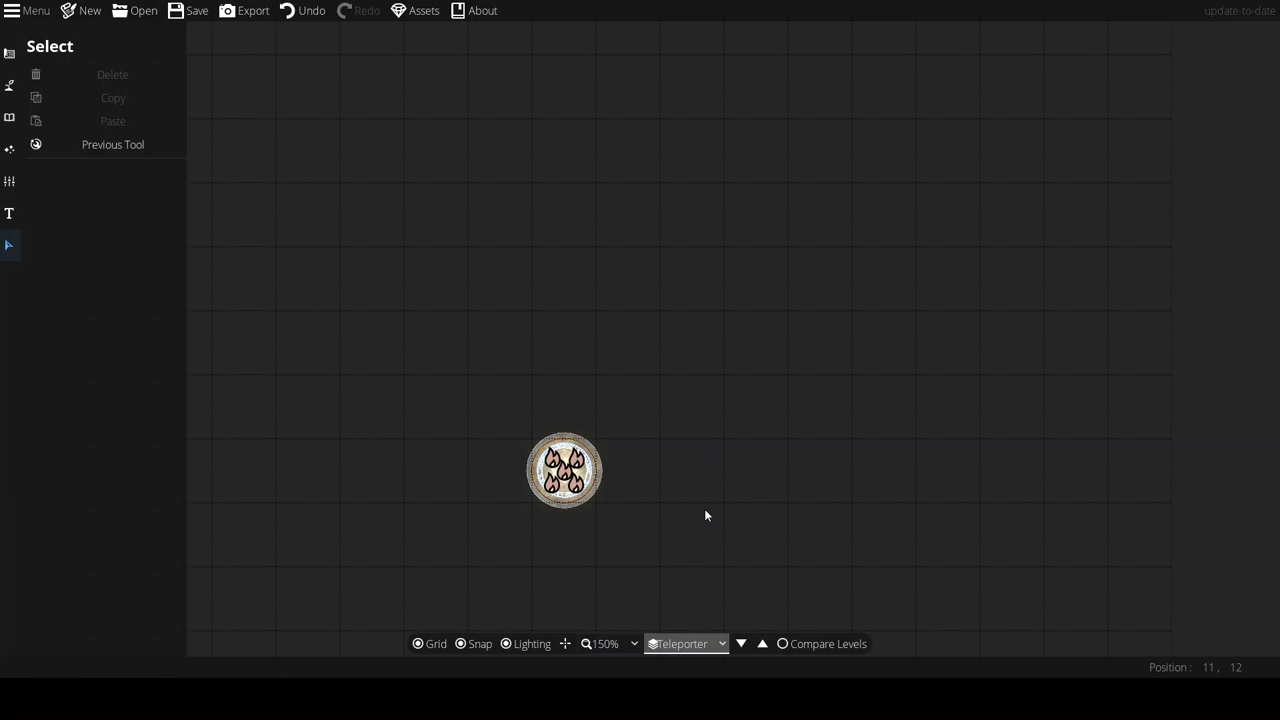 Menu New Open Save Export Undo Redo Assets About update-to-date
Select
Delete
Copy
Paste
Previous Tool
T
Grid Snap Lighting 150% Teleporter Compare Levels
Position : 11 , 12